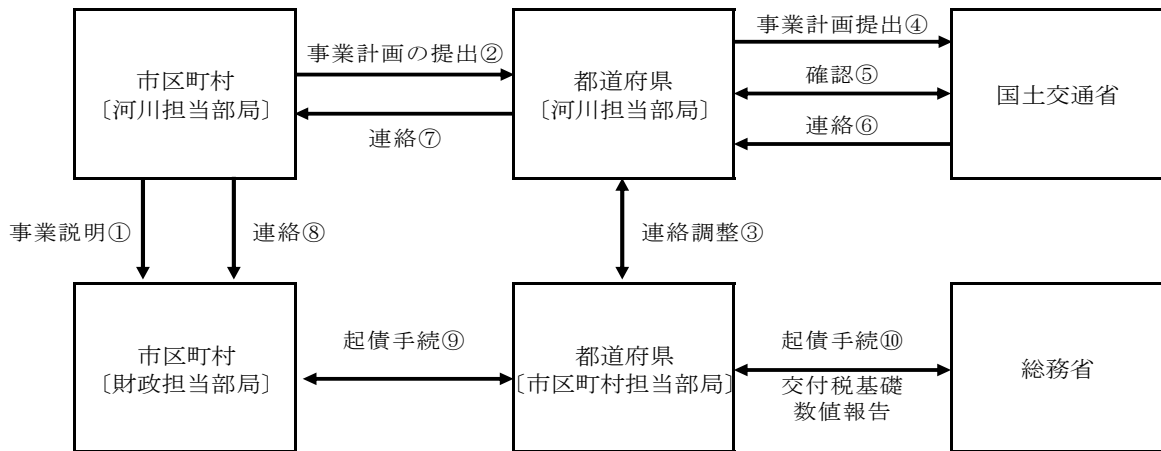 事業計画の提出②
事業計画提出④
市区町村
〔河川担当部局〕
都道府県
〔河川担当部局〕
確認⑤
国土交通省
連絡⑦
連絡⑥
事業説明①
連絡⑧
連絡調整③
市区町村
〔財政担当部局〕
起債手続⑨
都道府県
〔市区町村担当部局〕
起債手続⑩
交付税基礎
数値報告
総務省